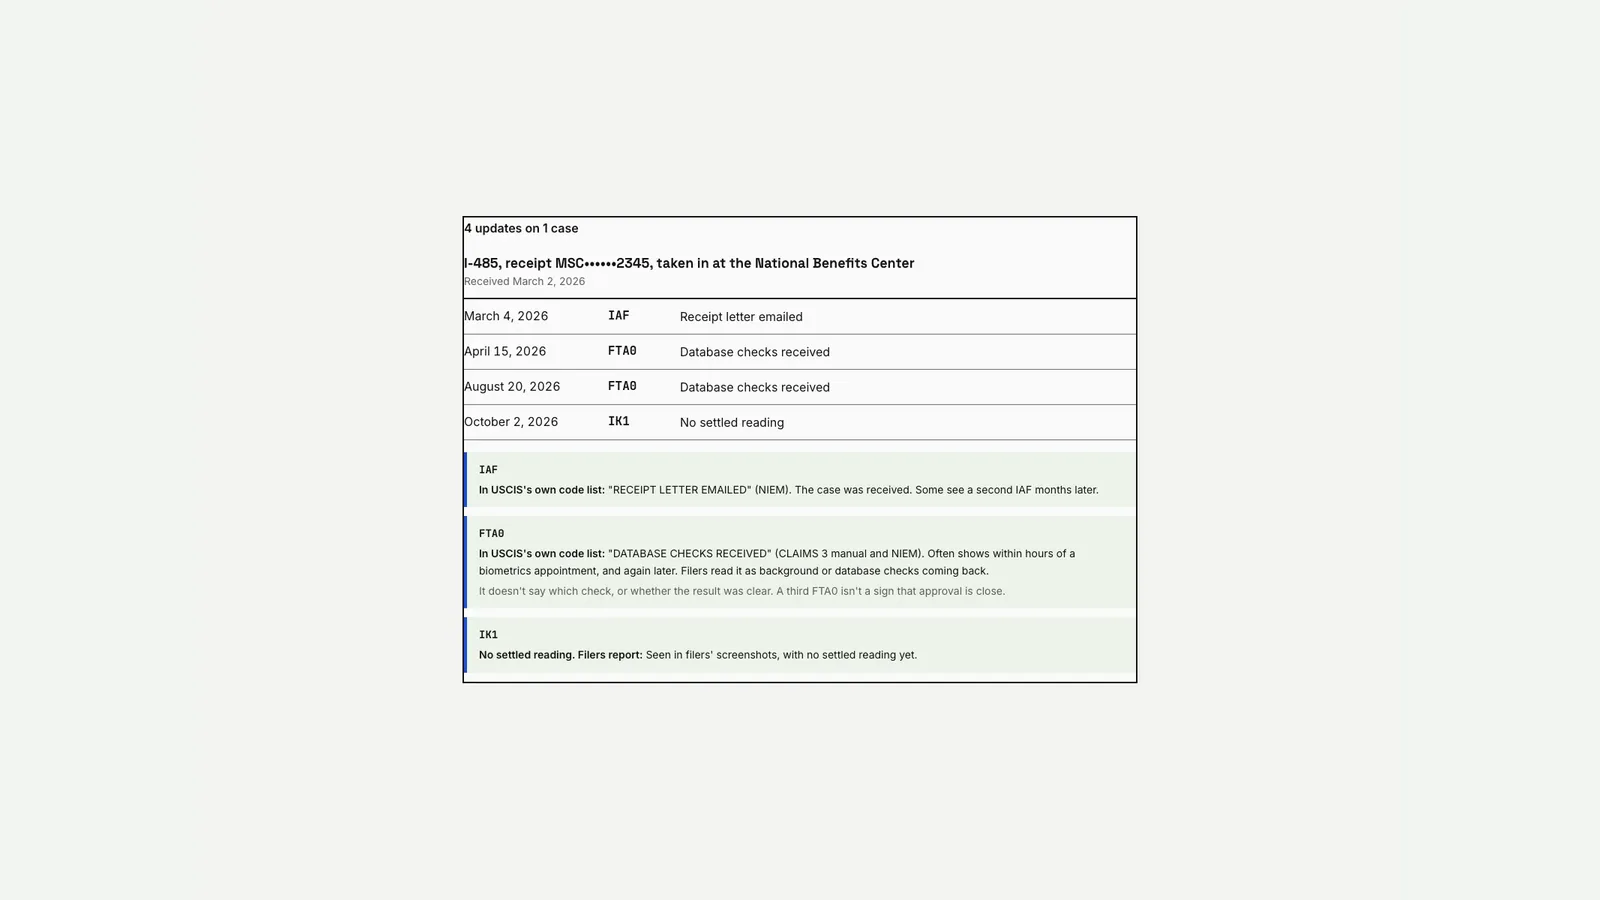 4 updates on 1 case
I-485, receipt MSC••••••2345, taken in at the National Benefits Center
Received March 2, 2026
March 4, 2026 IAF Receipt letter emailed
April 15, 2026 FTA0 Database checks received
August 20, 2026 FTA0 Database checks received
October 2, 2026 IK1 No settled reading
IAF
In USCIS's own code list: "RECEIPT LETTER EMAILED" (NIEM). The case was received. Some see a second IAF months later.
FTA0
In USCIS's own code list: "DATABASE CHECKS RECEIVED" (CLAIMS 3 manual and NIEM). Often shows within hours of a
biometrics appointment, and again later. Filers read it as background or database checks coming back.
It doesn't say which check, or whether the result was clear. A third FTA0 isn't a sign that approval is close.
IK1
No settled reading. Filers report: Seen in filers' screenshots, with no settled reading yet.